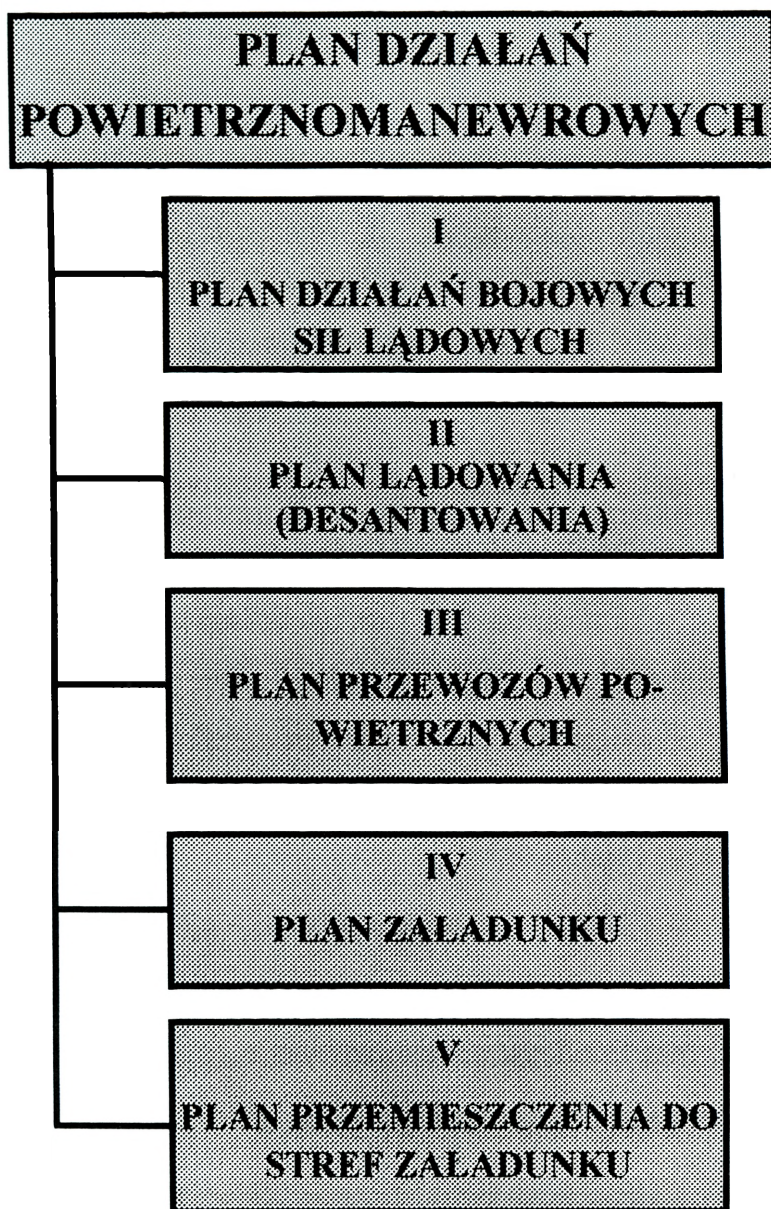 PLAN DZIAŁAŃ
POWIETRZNOMANEWROWYCH
I
PLAN DZIAŁAŃ BOJOWYCH
SIŁ LĄDOWYCH
II
PLAN LĄDOWANIA
(DESANTOWANIA)
III
PLAN PRZEWOZÓW PO-
WIETRZNYCH
IV
PLAN ZAŁADUNKU
V
PLAN PRZEMIESZCZENIA DO
STREF ZAŁADUNKU